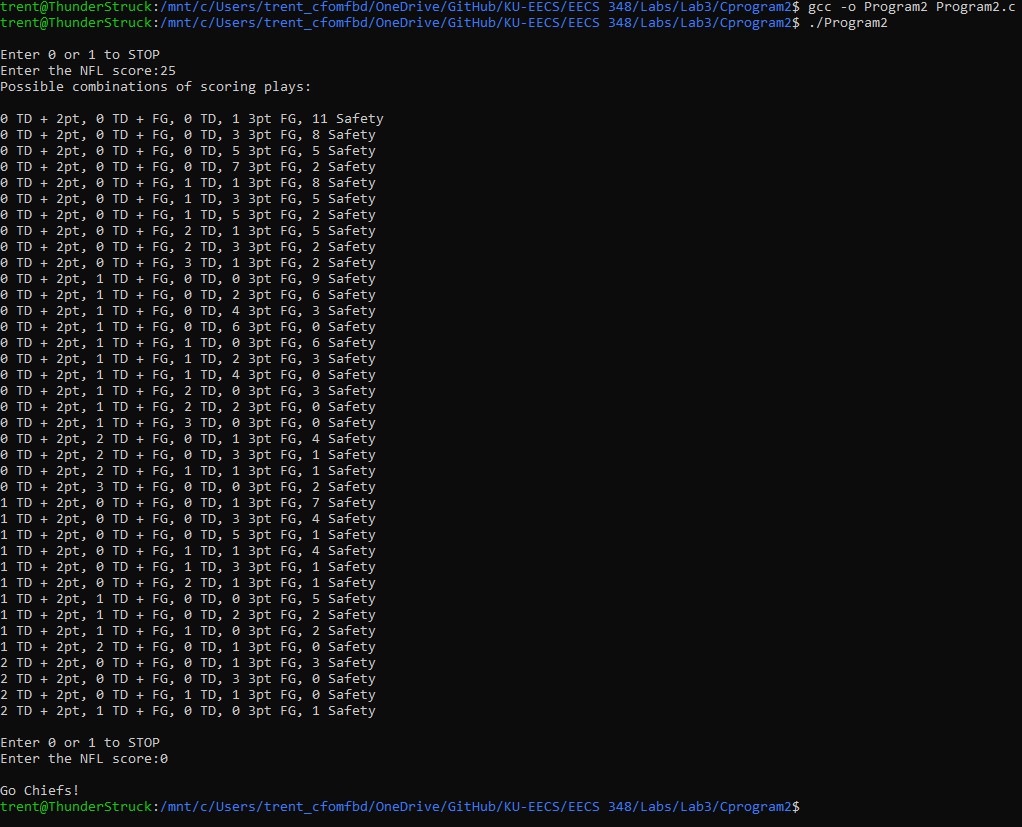 trent@ThunderStruck:/mnt/c/Users/trent_cfomfbd/OneDrive/GitHub/KU-EECS/EECS 348/Labs/Lab3/Cprogram2$ gcc -o Program2 Program2.c
trent@ThunderStruck:/mnt/c/Users/trent_cfomfbd/OneDrive/GitHub/KU-EECS/EECS 348/Labs/Lab3/Cprogram2$ ./Program2
Enter 0 or 1 to STOP
Enter the NFL score:25
Possible combinations of scoring plays:
0 TD + 2pt, 0 TD + FG, 0 TD, 1 3pt FG, 11 Safety
0 TD + 2pt, 0 TD + FG, 0 TD, 3 3pt FG, 8 Safety
0 TD + 2pt, 0 TD + FG, 0 TD, 5 3pt FG, 5 Safety
0 TD + 2pt, 0 TD + FG, 0 TD, 7 3pt FG, 2 Safety
0 TD + 2pt, 0 TD + FG, 1 TD, 1 3pt FG, 8 Safety
0 TD + 2pt, 0 TD + FG, 1 TD, 3 3pt FG, 5 Safety
0 TD + 2pt, 0 TD + FG, 1 TD, 5 3pt FG, 2 Safety
0 TD + 2pt, 0 TD + FG, 2 TD, 1 3pt FG, 5 Safety
0 TD + 2pt, 0 TD + FG, 2 TD, 3 3pt FG, 2 Safety
0 TD + 2pt, 0 TD + FG, 3 TD, 1 3pt FG, 2 Safety
0 TD + 2pt, 1 TD + FG, 0 TD, 0 3pt FG, 9 Safety
0 TD + 2pt, 1 TD + FG, 0 TD, 2 3pt FG, 6 Safety
0 TD + 2pt, 1 TD + FG, 0 TD, 4 3pt FG, 3 Safety
0 TD + 2pt, 1 TD + FG, 0 TD, 6 3pt FG, 0 Safety
0 TD + 2pt, 1 TD + FG, 1 TD, 0 3pt FG, 6 Safety
0 TD + 2pt, 1 TD + FG, 1 TD, 2 3pt FG, 3 Safety
0 TD + 2pt, 1 TD + FG, 1 TD, 4 3pt FG, 0 Safety
0 TD + 2pt, 1 TD + FG, 2 TD, 0 3pt FG, 3 Safety
0 TD + 2pt, 1 TD + FG, 2 TD, 2 3pt FG, 0 Safety
0 TD + 2pt, 1 TD + FG, 3 TD, 0 3pt FG, 0 Safety
0 TD + 2pt, 2 TD + FG, 0 TD, 1 3pt FG, 4 Safety
0 TD + 2pt, 2 TD + FG, 0 TD, 3 3pt FG, 1 Safety
0 TD + 2pt, 2 TD + FG, 1 TD, 1 3pt FG, 1 Safety
0 TD + 2pt, 3 TD + FG, 0 TD, 0 3pt FG, 2 Safety
1 TD + 2pt, 0 TD + FG, 0 TD, 1 3pt FG, 7 Safety
1 TD + 2pt, 0 TD + FG, 0 TD, 3 3pt FG, 4 Safety
1 TD + 2pt, 0 TD + FG, 0 TD, 5 3pt FG, 1 Safety
1 TD + 2pt, 0 TD + FG, 1 TD, 1 3pt FG, 4 Safety
1 TD + 2pt, 0 TD + FG, 1 TD, 3 3pt FG, 1 Safety
1 TD + 2pt, 0 TD + FG, 2 TD, 1 3pt FG, 1 Safety
1 TD + 2pt, 1 TD + FG, 0 TD, 0 3pt FG, 5 Safety
1 TD + 2pt, 1 TD + FG, 0 TD, 2 3pt FG, 2 Safety
1 TD + 2pt, 1 TD + FG, 1 TD, 0 3pt FG, 2 Safety
1 TD + 2pt, 2 TD + FG, 0 TD, 1 3pt FG, 0 Safety
2 TD + 2pt, 0 TD + FG, 0 TD, 1 3pt FG, 3 Safety
2 TD + 2pt, 0 TD + FG, 0 TD, 3 3pt FG, 0 Safety
2 TD + 2pt, 0 TD + FG, 1 TD, 1 3pt FG, 0 Safety
2 TD + 2pt, 1 TD + FG, 0 TD, 0 3pt FG, 1 Safety
Enter 0 or 1 to STOP
Enter the NFL score:0
Go Chiefs!
trent@ThunderStruck:/mnt/c/Users/trent_cfomfbd/OneDrive/GitHub/KU-EECS/EECS 348/Labs/Lab3/Cprogram2$